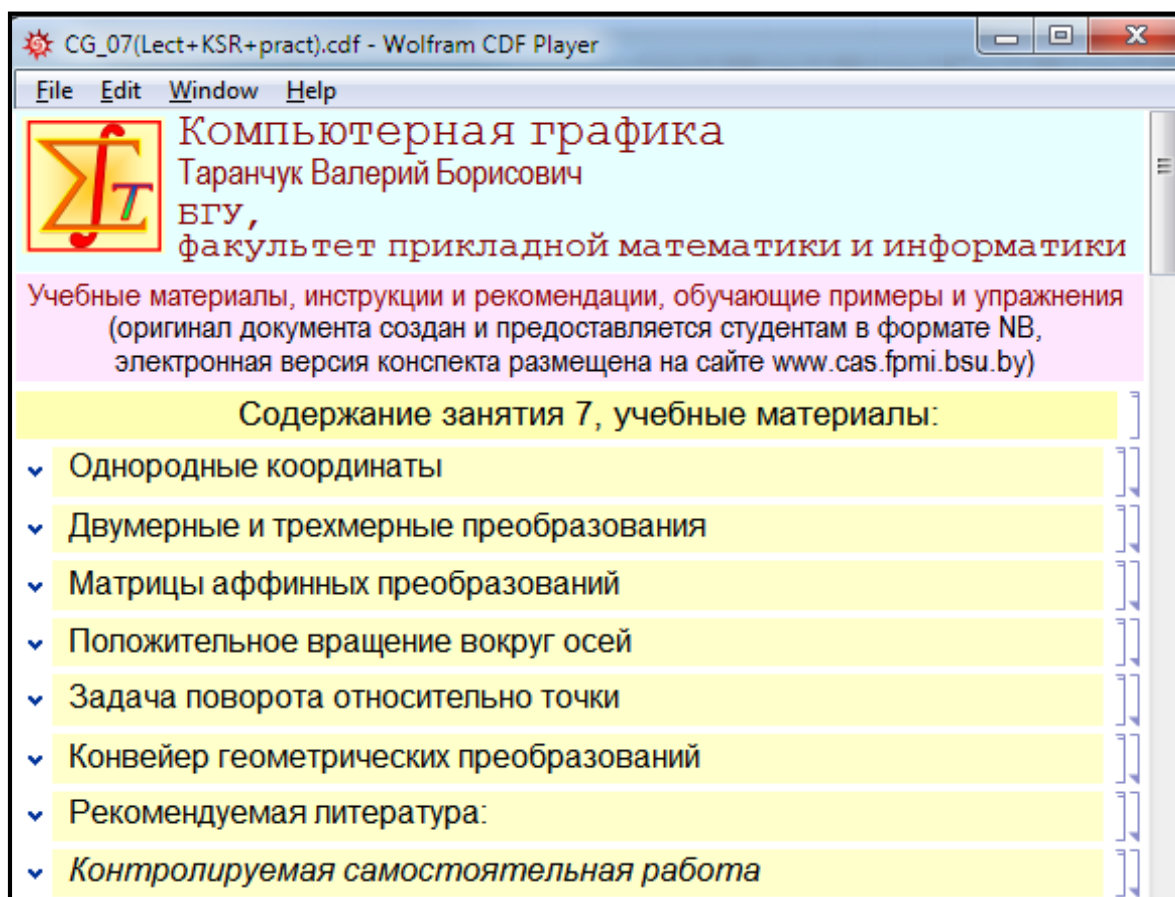 CG_07(Lect+KSR+pract).cdf - Wolfram CDF Player
File Edit Window Help
Компьютерная графика
Таранчук Валерий Борисович
БГУ,
факультет прикладной математики и информатики
Учебные материалы, инструкции и рекомендации, обучающие примеры и упражнения
(оригинал документа создан и предоставляется студентам в формате NB,
электронная версия конспекта размещена на сайте www.cas.fpmi.bsu.by)
Содержание занятия 7, учебные материалы:
Однородные координаты
Двумерные и трехмерные преобразования
Матрицы аффинных преобразований
Положительное вращение вокруг осей
Задача поворота относительно точки
Конвейер геометрических преобразований
Рекомендуемая литература:
Контролируемая самостоятельная работа